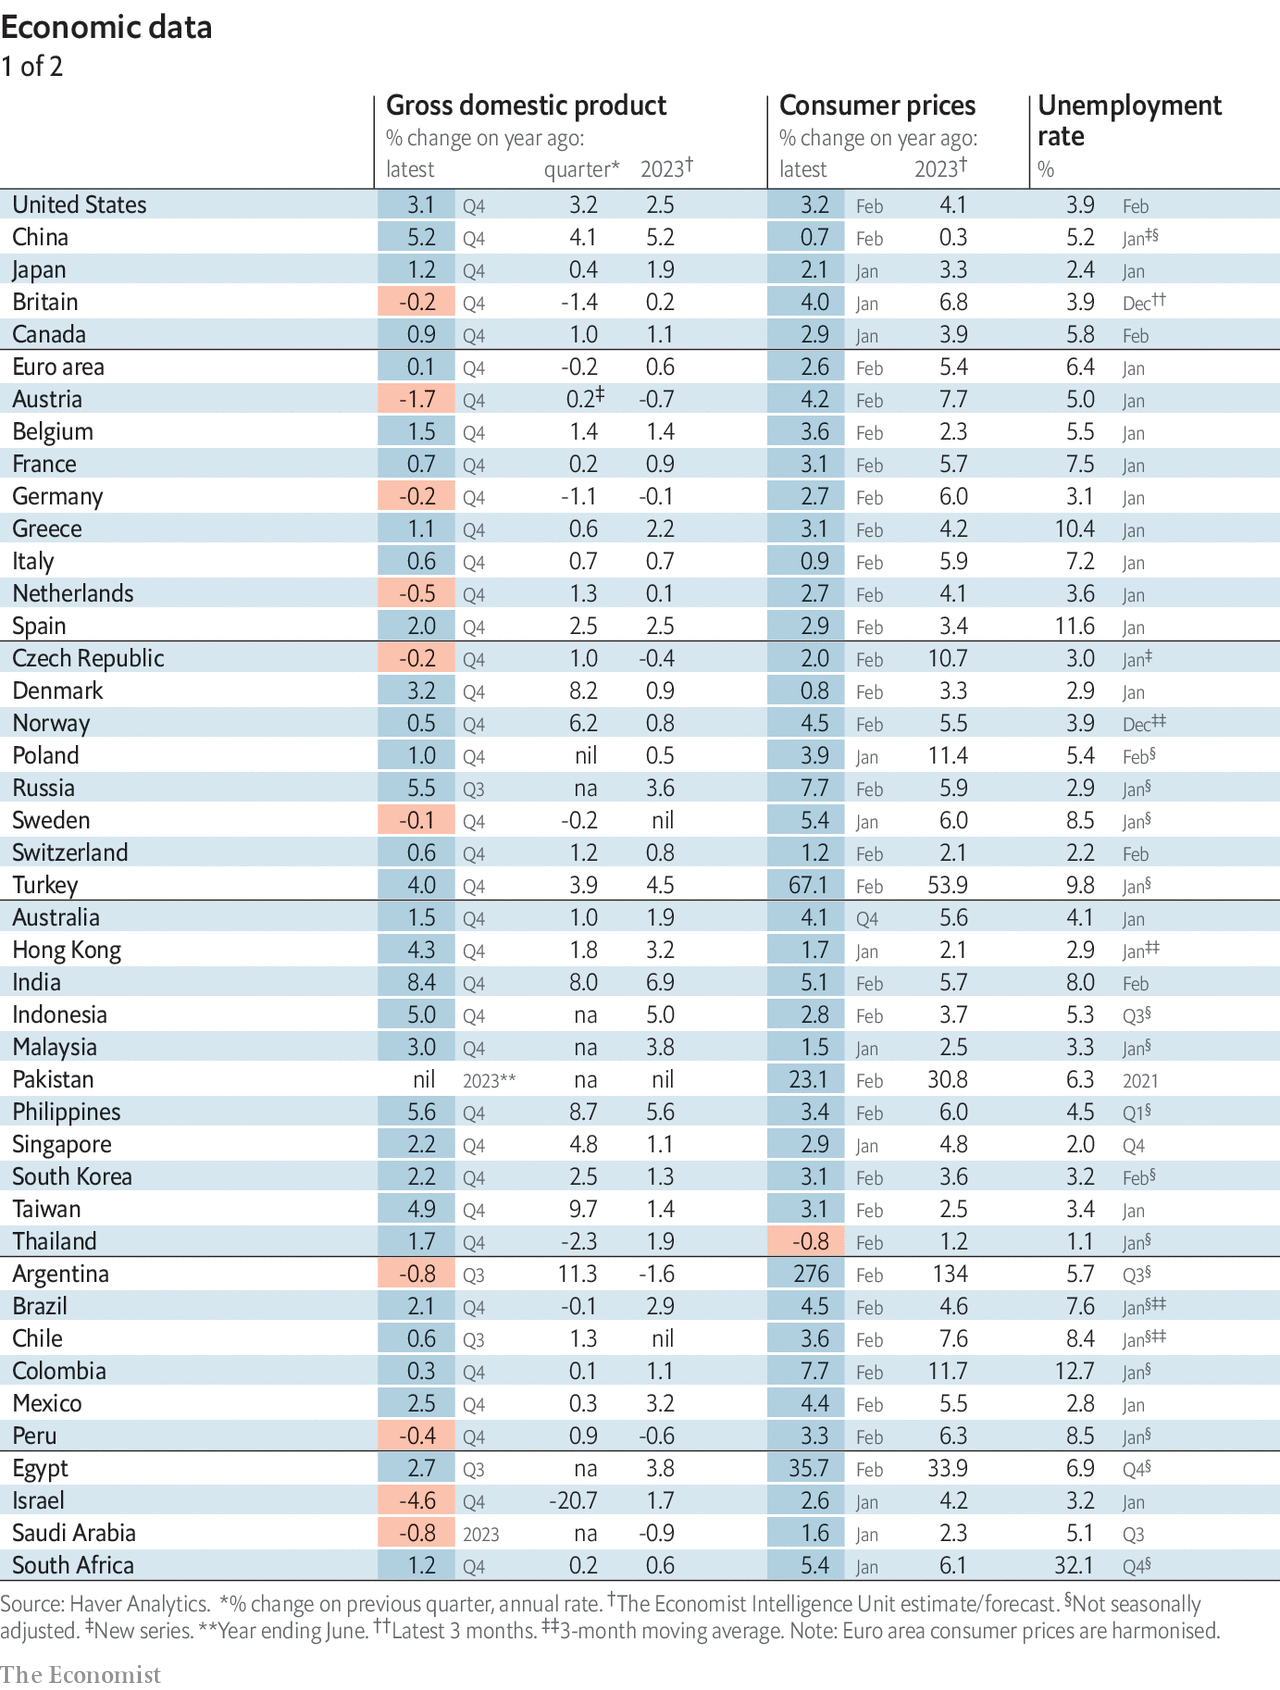 Economic data
1 of 2
Gross domestic product Consumer prices Unemployment
% change on year ago: % change on year ago: rate
latest quarter* 2023† latest 2023† %
United States 3.1 Q4 3.2 2.5 3.2 Feb 4.1 3.9 Feb
China 5.2 Q4 4.1 5.2 0.7 Feb 0.3 5.2 Jan‡§
Japan 1.2 Q4 0.4 1.9 2.1 Jan 3.3 2.4 Jan
Britain -0.2 Q4 -1.4 0.2 4.0 Jan 6.8 3.9 Dec††
Canada 0.9 Q4 1.0 1.1 2.9 Jan 3.9 5.8 Feb
Euro area 0.1 Q4 -0.2 0.6 2.6 Feb 5.4 6.4 Jan
Austria -1.7 Q4 0.2‡ -0.7 4.2 Feb 7.7 5.0 Jan
Belgium 1.5 Q4 1.4 1.4 3.6 Feb 2.3 5.5 Jan
France 0.7 Q4 0.2 0.9 3.1 Feb 5.7 7.5 Jan
Germany -0.2 Q4 -1.1 -0.1 2.7 Feb 6.0 3.1 Jan
Greece 1.1 Q4 0.6 2.2 3.1 Feb 4.2 10.4 Jan
Italy 0.6 Q4 0.7 0.7 0.9 Feb 5.9 7.2 Jan
Netherlands -0.5 Q4 1.3 0.1 2.7 Feb 4.1 3.6 Jan
Spain 2.0 Q4 2.5 2.5 2.9 Feb 3.4 11.6 Jan
Czech Republic -0.2 Q4 1.0 -0.4 2.0 Feb 10.7 3.0 Jan‡
Denmark 3.2 Q4 8.2 0.9 0.8 Feb 3.3 2.9 Jan
Norway 0.5 Q4 6.2 0.8 4.5 Feb 5.5 3.9 Dec‡‡
Poland 1.0 Q4 nil 0.5 3.9 Jan 11.4 5.4 Feb§
Russia 5.5 Q3 na 3.6 7.7 Feb 5.9 2.9 Jan§
Sweden -0.1 Q4 -0.2 nil 5.4 Jan 6.0 8.5 Jan§
Switzerland 0.6 Q4 1.2 0.8 1.2 Feb 2.1 2.2 Feb
Turkey 4.0 Q4 3.9 4.5 67.1 Feb 53.9 9.8 Jan§
Australia 1.5 Q4 1.0 1.9 4.1 Q4 5.6 4.1 Jan
Hong Kong 4.3 Q4 1.8 3.2 1.7 Jan 2.1 2.9 Jan‡‡
India 8.4 Q4 8.0 6.9 5.1 Feb 5.7 8.0 Feb
Indonesia 5.0 Q4 na 5.0 2.8 Feb 3.7 5.3 Q3§
Malaysia 3.0 Q4 na 3.8 1.5 Jan 2.5 3.3 Jan§
Pakistan nil 2023** na nil 23.1 Feb 30.8 6.3 2021
Philippines 5.6 Q4 8.7 5.6 3.4 Feb 6.0 4.5 Q1§
Singapore 2.2 Q4 4.8 1.1 2.9 Jan 4.8 2.0 Q4
South Korea 2.2 Q4 2.5 1.3 3.1 Feb 3.6 3.2 Feb§
Taiwan 4.9 Q4 9.7 1.4 3.1 Feb 2.5 3.4 Jan
Thailand 1.7 Q4 -2.3 1.9 -0.8 Feb 1.2 1.1 Jan§
Argentina -0.8 Q3 11.3 -1.6 276 Feb 134 5.7 Q3§
Brazil 2.1 Q4 -0.1 2.9 4.5 Feb 4.6 7.6 Jan§‡‡
Chile 0.6 Q3 1.3 nil 3.6 Feb 7.6 8.4 Jan§‡‡
Colombia 0.3 Q4 0.1 1.1 7.7 Feb 11.7 12.7 Jan§
Mexico 2.5 Q4 0.3 3.2 4.4 Feb 5.5 2.8 Jan
Peru -0.4 Q4 0.9 -0.6 3.3 Feb 6.3 8.5 Jan§
Egypt 2.7 Q3 na 3.8 35.7 Feb 33.9 6.9 Q4§
Israel -4.6 Q4 -20.7 1.7 2.6 Jan 4.2 3.2 Jan
Saudi Arabia -0.8 2023 na -0.9 1.6 Jan 2.3 5.1 Q3
South Africa 1.2 Q4 0.2 0.6 5.4 Jan 6.1 32.1 Q4§
Source: Haver Analytics. *% change on previous quarter, annual rate. †The Economist Intelligence Unit estimate/forecast. §Not seasonally
adjusted. ‡New series. **Year ending June. ††Latest 3 months. ‡‡3-month moving average. Note: Euro area consumer prices are harmonised.
The Economist